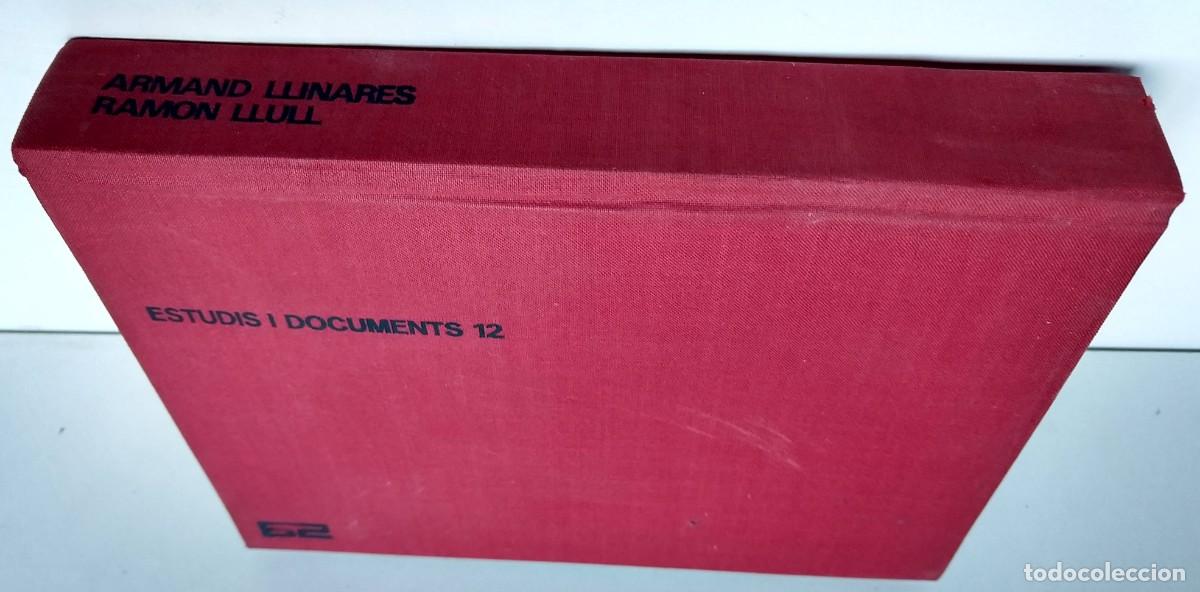 ARMAND LLINARES
RAMON LLULL
ESTUDIS I DOCUMENTS 12
62
todocoleccion